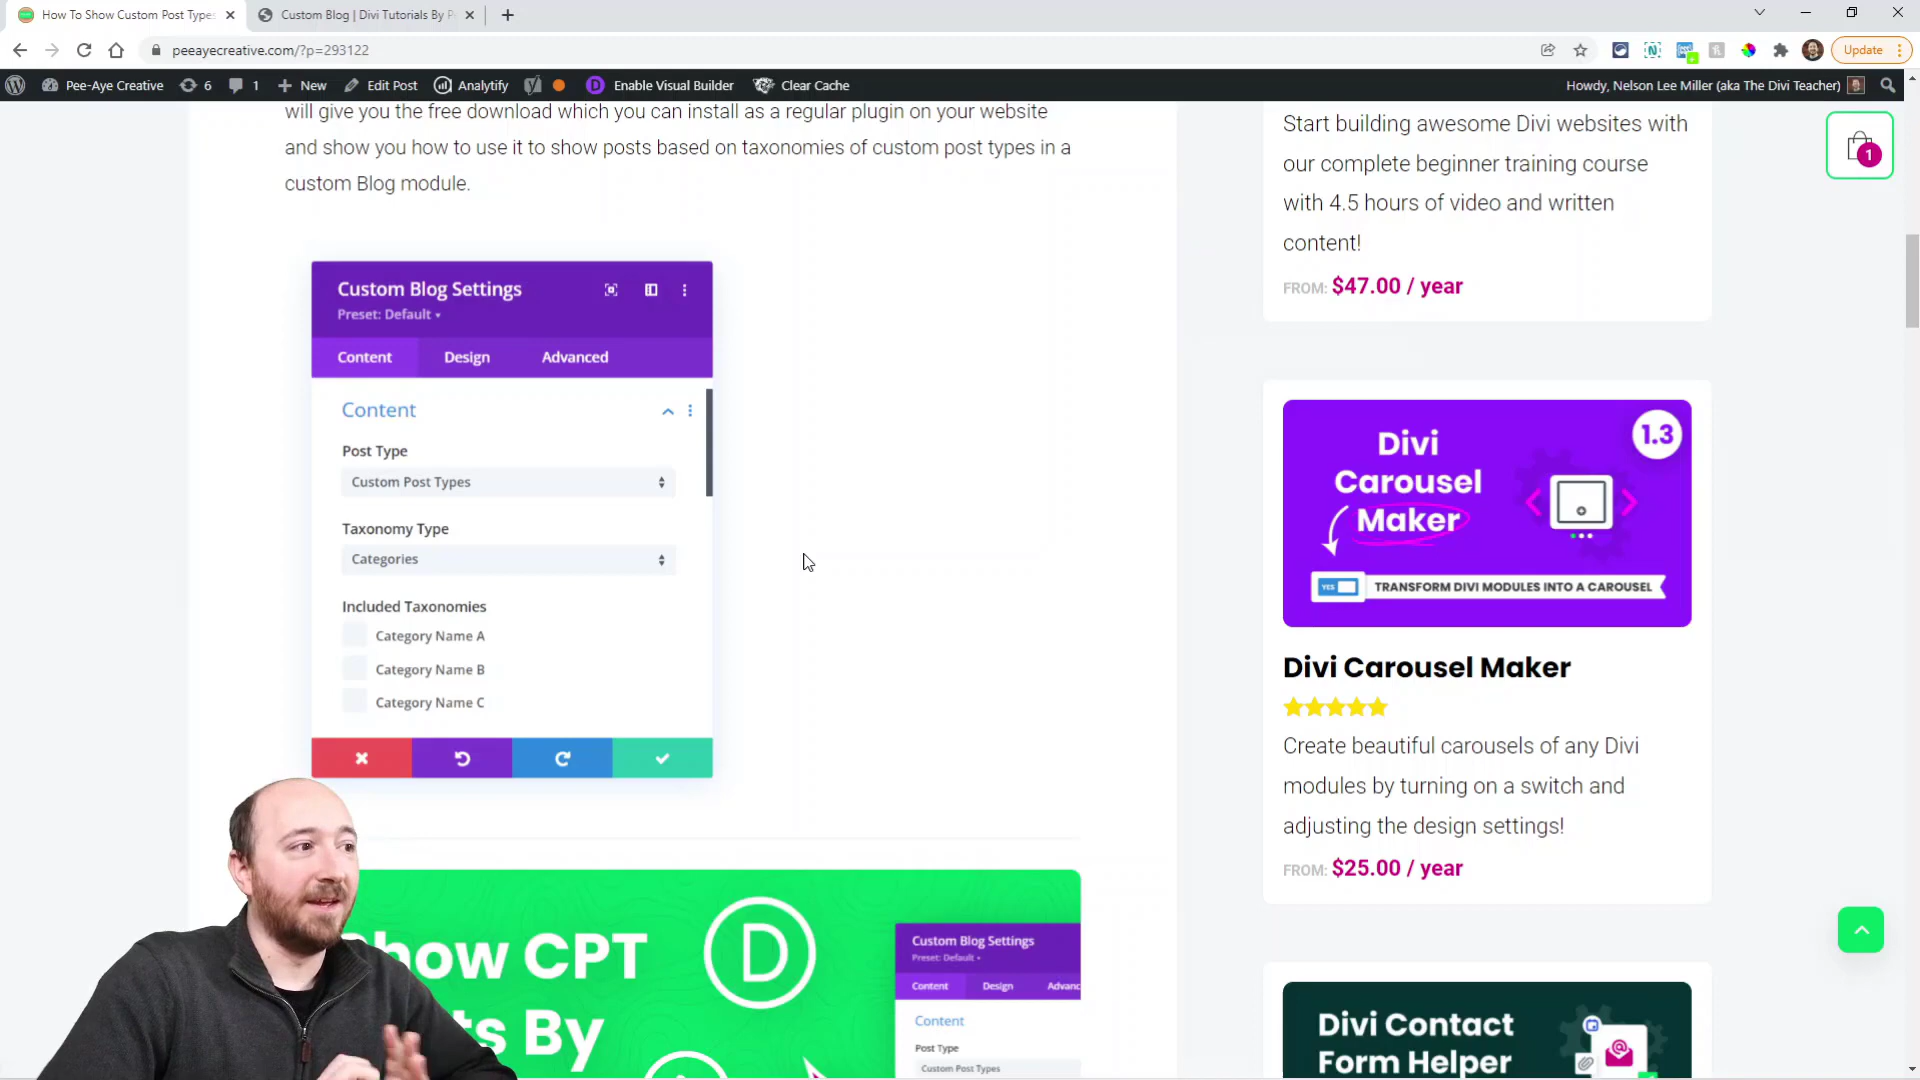 How To Show Custom Post Types
Custom Blog | Divi Tutorials By P
peeayecreative.com/?p=293122
Update
Pee-Aye Creative
6
1
New
Edit Post
Analytify
Enable Visual Builder
Clear Cache
Howdy, Nelson Lee Miller (aka The Divi Teacher)
will give you the free download which you can install as a regular plugin on your website
and show you how to use it to show posts based on taxonomies of custom post types in a
custom Blog module.
Custom Blog Settings
Preset: Default
Content
Design
Advanced
Content
Post Type
Custom Post Types
Taxonomy Type
Categories
Included Taxonomies
Category Name A
Category Name B
Category Name C
Show CPT
By
D
Custom Blog Settings
Preset: Default
Content
Design
Content
Post Type
Custom Post Types
Start building awesome Divi websites with
our complete beginner training course
with 4.5 hours of video and written
content!
FROM: $47.00 / year
1
Divi
Carousel
Maker
1.3
YES
TRANSFORM DIVI MODULES INTO A CAROUSEL
Divi Carousel Maker
Create beautiful carousels of any Divi
modules by turning on a switch and
adjusting the design settings!
FROM: $25.00 / year
Divi Contact
Form Helper